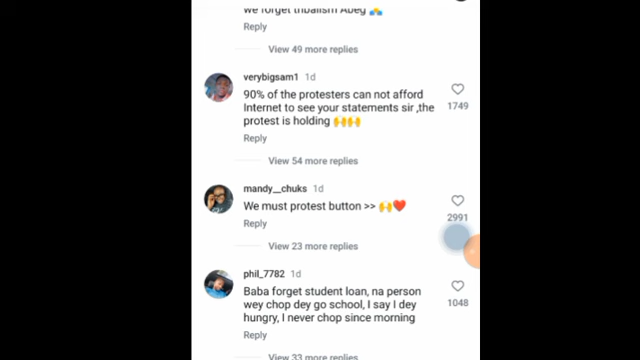 we forget tribalism Abeg 🙏
Reply
View 49 more replies
verybigsam1 1d
90% of the protesters can not afford
Internet to see your statements sir ,the
protest is holding 🙌🙌
Reply
1749
View 54 more replies
mandy__chuks 1d
We must protest button >> 🙌❤️
Reply
2991
View 23 more replies
phil_7782 1d
Baba forget student loan, na person
wey chop dey go school, I say I dey
hungry, I never chop since morning
Reply
1048
View 33 more replies